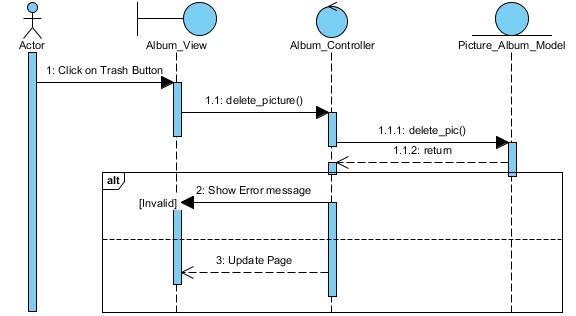 Actor
Album_View
Album_Controller
Picture_Album_Model
1: Click on Trash Button
1.1: delete_picture()
1.1.1: delete_pic()
1.1.2: return
alt
2: Show Error message
[Invalid]
3: Update Page